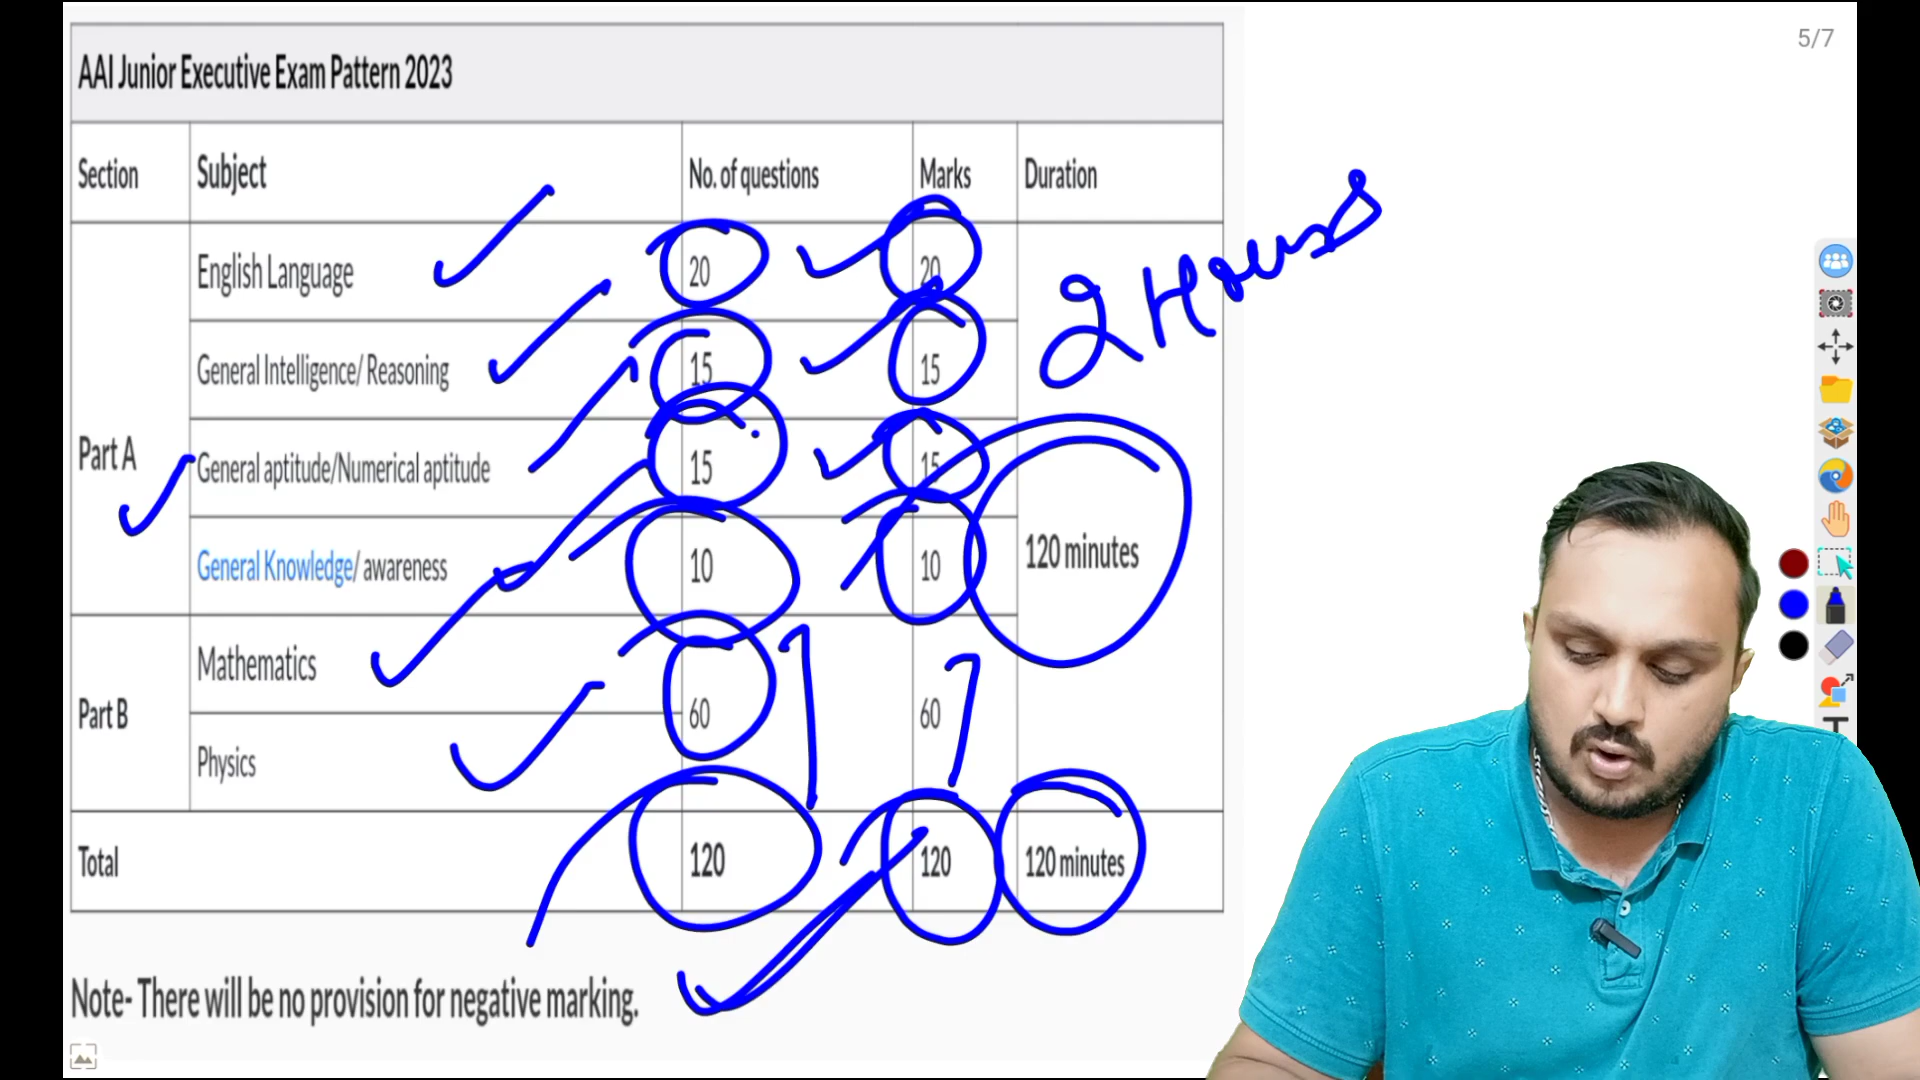 5/7
AAI Junior Executive Exam Pattern 2023
Section Subject No. of questions Marks Duration
English Language 20 20
2 Hours
General Intelligence/ Reasoning 15 15
Part A
General aptitude/Numerical aptitude 15 15
General Knowledge/ awareness 10 10
120 minutes
Mathematics
Part B 60 60
Physics
Total 120 120 120 minutes
Note- There will be no provision for negative marking.
T